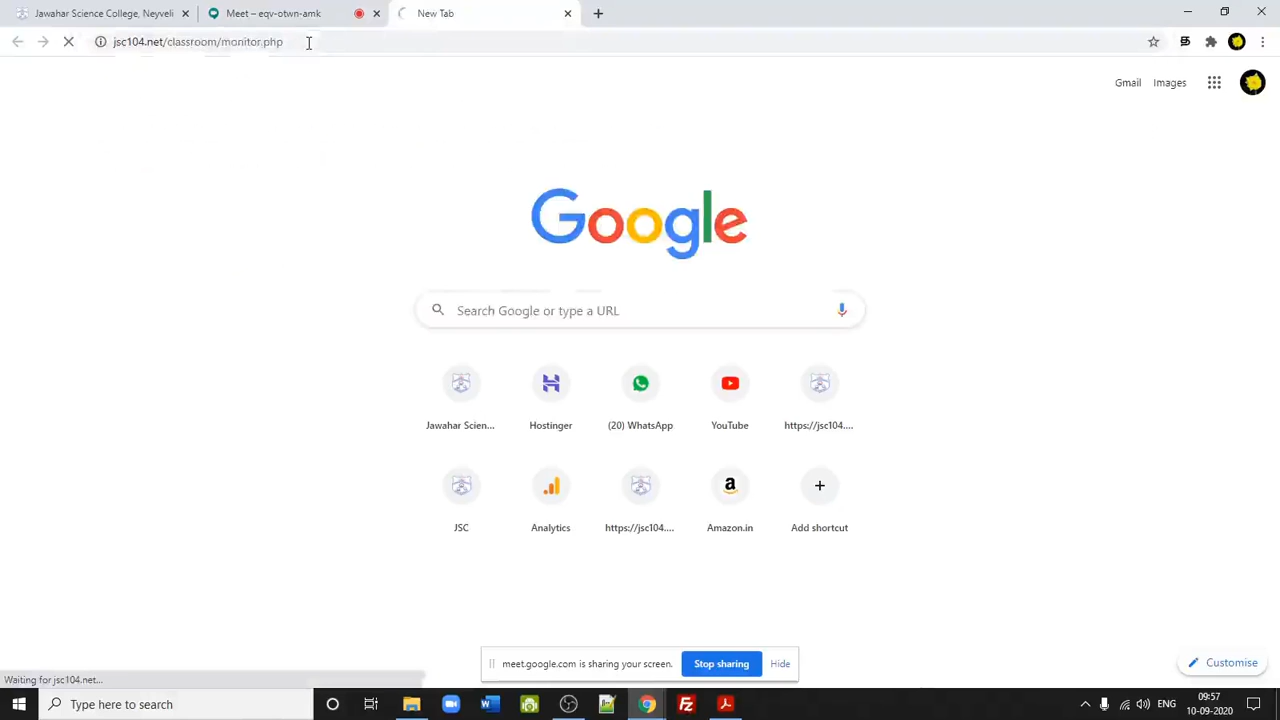 Jawahar Science College, Neyveli
Meet – eqv-otwn-amk
New Tab
jsc104.net/classroom/monitor.php
Gmail Images
Google
Search Google or type a URL
Jawahar Scien... Hostinger (20) WhatsApp YouTube https://jsc104....
JSC Analytics https://jsc104.... Amazon.in Add shortcut
meet.google.com is sharing your screen. Stop sharing Hide
Customise
Waiting for jsc104.net...
Type here to search
ENG
09:57
10-09-2020